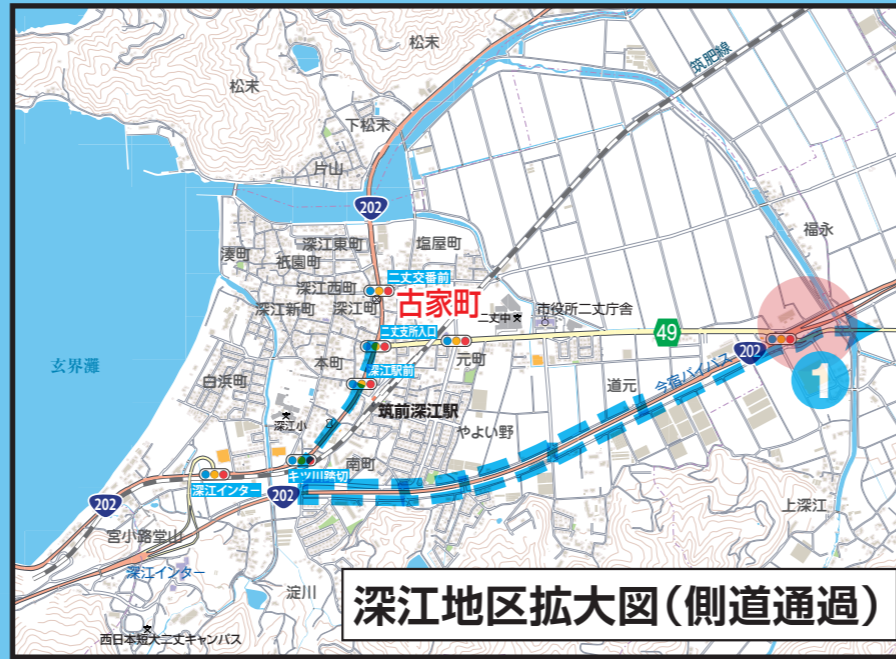 松末
松末
筑肥線
下松末
片山
202
福永
湊町
深江東町
塩屋町
祇園町
二丈交番前
深江西町
古家町
深江新町
深江町
二丈中
市役所二丈庁舎
二丈支所入口
49
玄界灘
本町
元町
202
1
白浜町
深江駅前
今宿バイパス
道元
筑前深江駅
深江小
やよい野
南町
キツ川踏切
深江インター
202
202
上深江
宮小路堂山
深江インター
淀川
西日本短大二丈キャンパス
深江地区拡大図(側道通過)